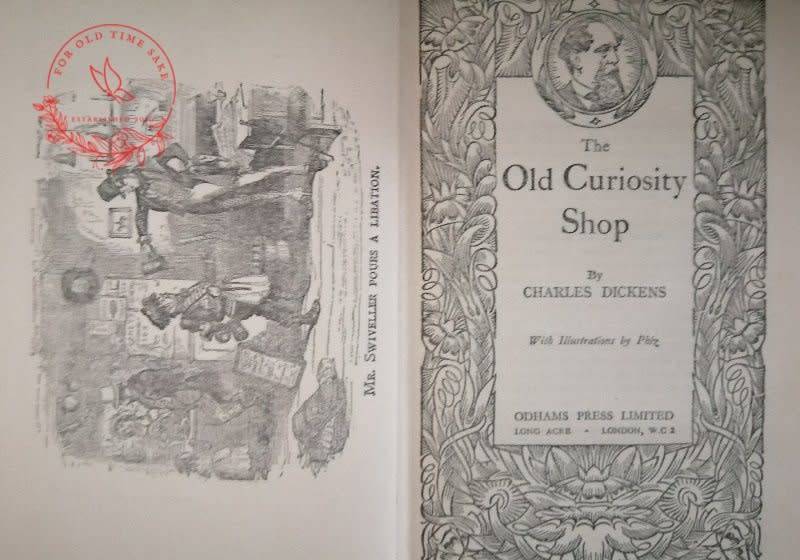 FOR OLD TIME SAKE
MR. SWIVELLER POURS A LIBATION.
The
Old Curiosity
Shop
By
CHARLES DICKENS
With Illustrations by Phiz
ODHAMS PRESS LIMITED
LONG ACRE • LONDON, W.C 2